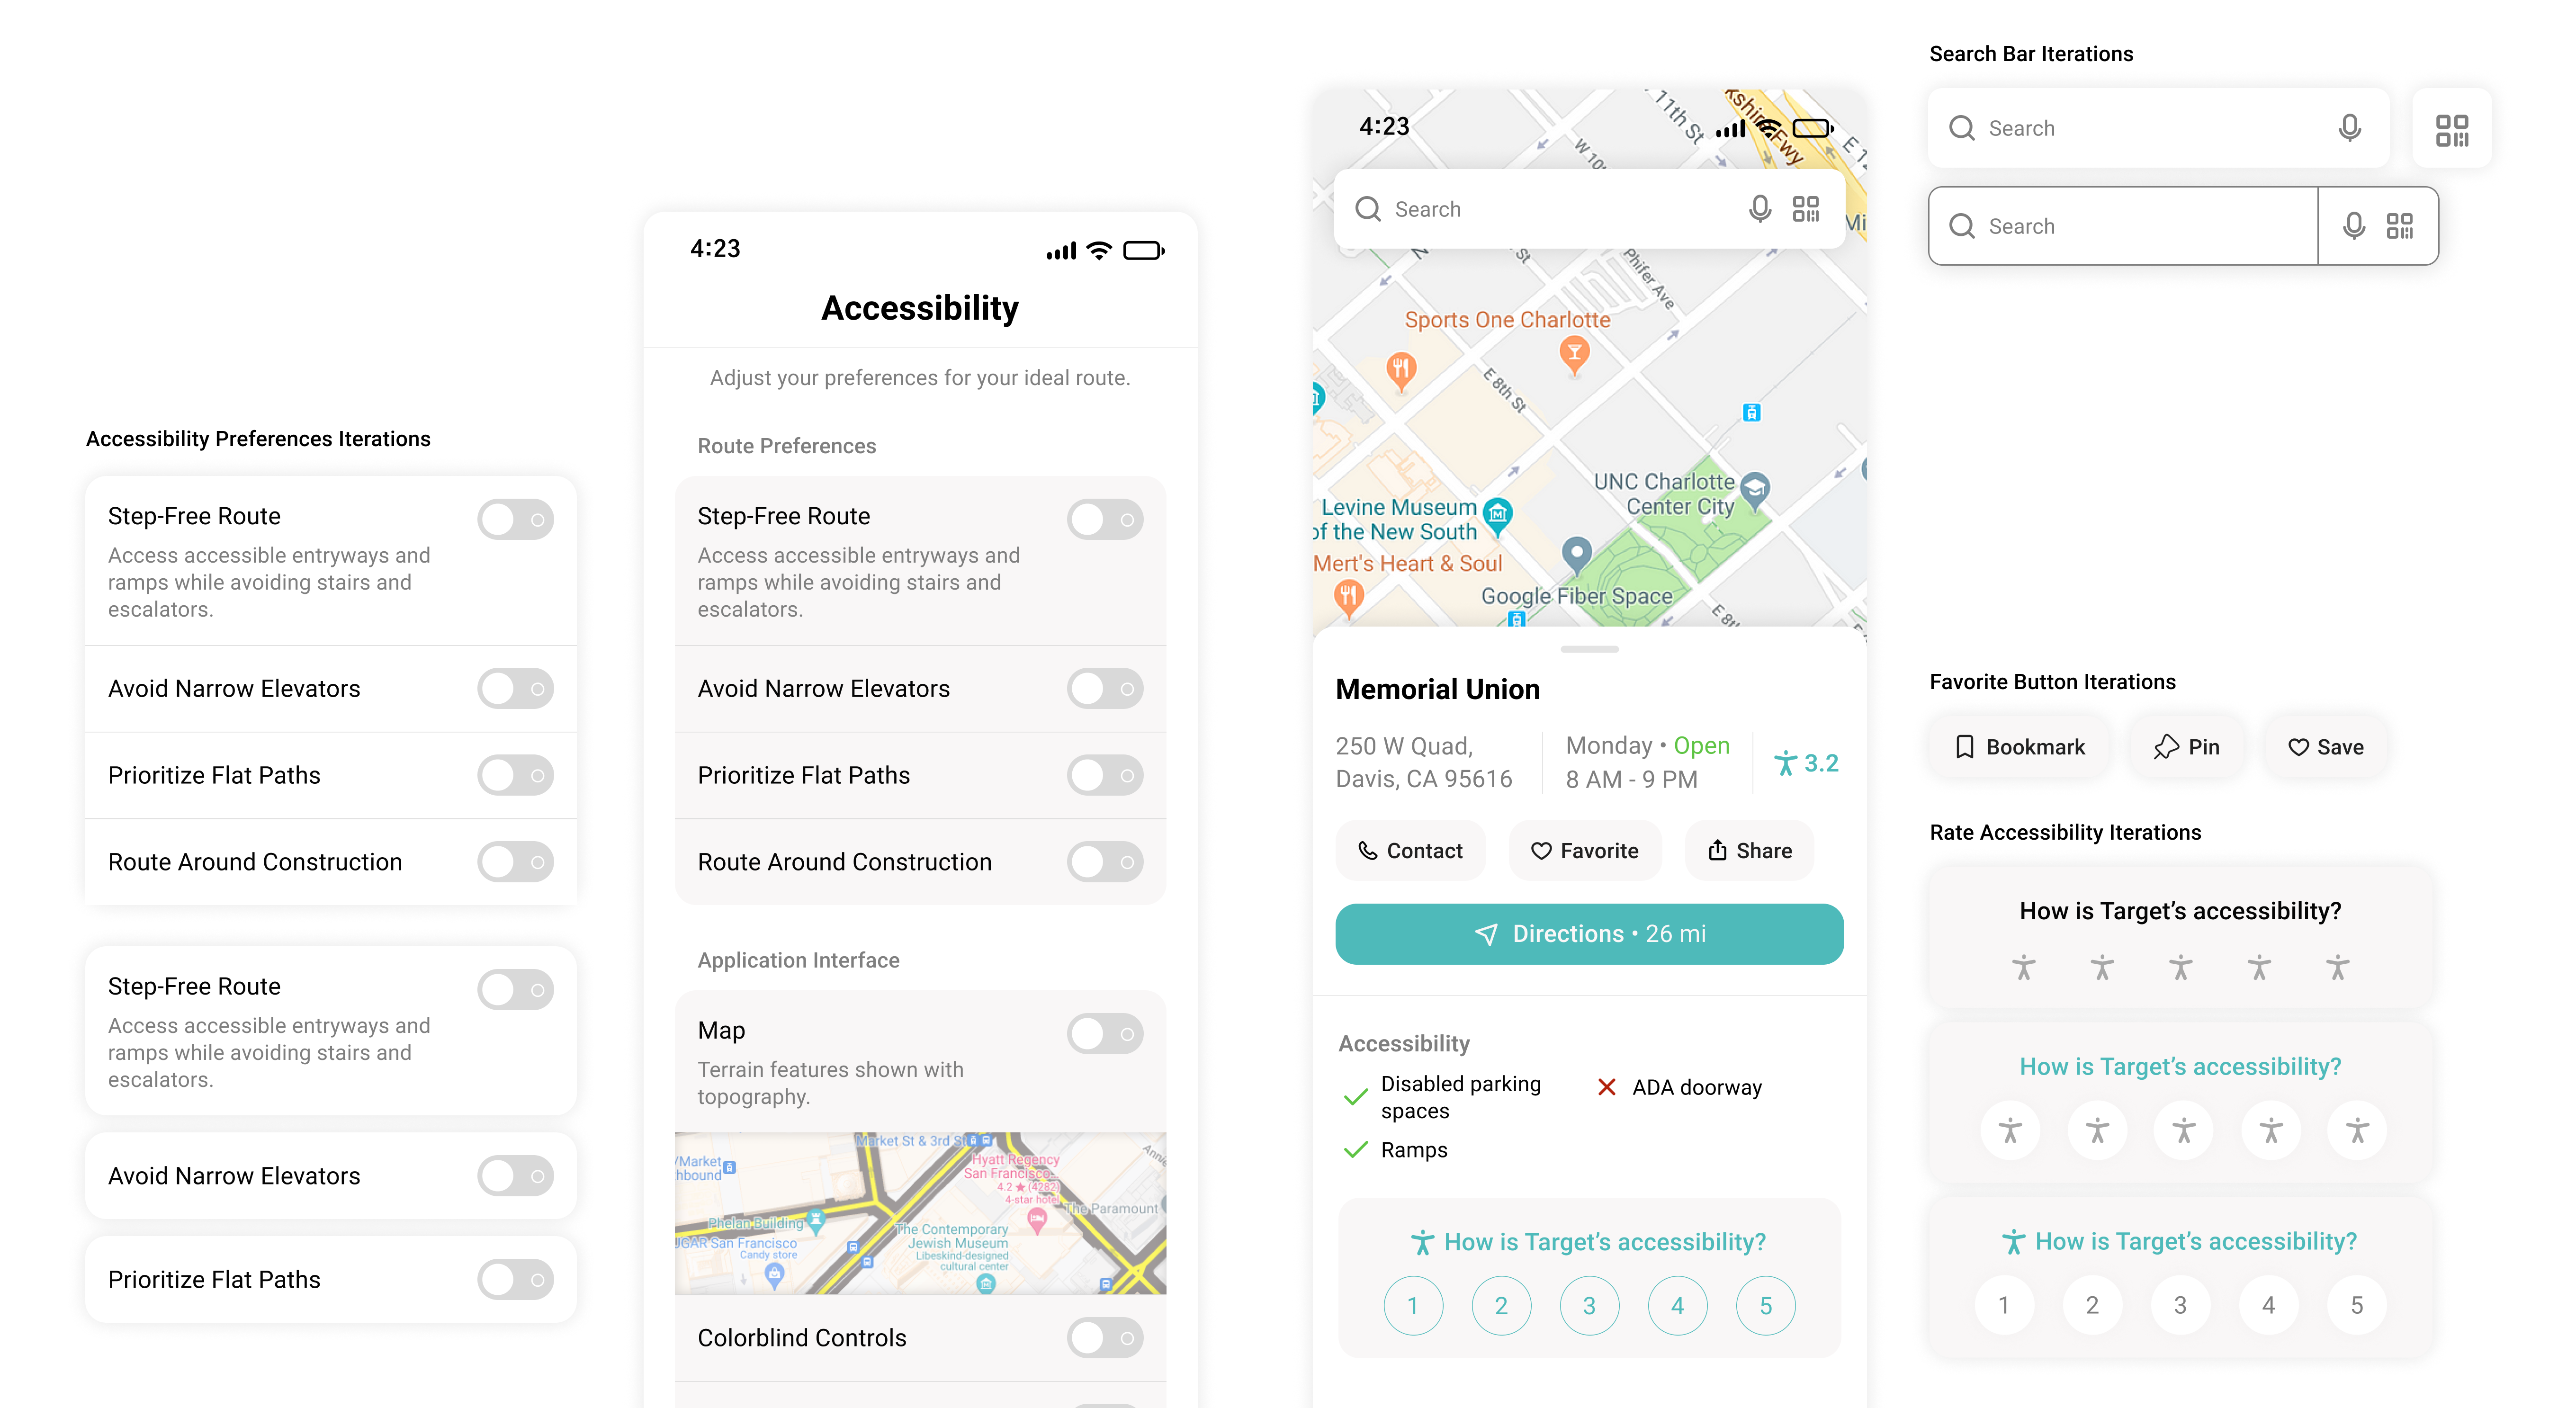 Accessibility Preferences Iterations
Step-Free Route
Access accessible entryways and
ramps while avoiding stairs and
escalators.
Avoid Narrow Elevators
Prioritize Flat Paths
Route Around Construction
Step-Free Route
Access accessible entryways and
ramps while avoiding stairs and
escalators.
Avoid Narrow Elevators
Prioritize Flat Paths
4:23
Accessibility
Adjust your preferences for your ideal route.
Route Preferences
Step-Free Route
Access accessible entryways and
ramps while avoiding stairs and
escalators.
Avoid Narrow Elevators
Prioritize Flat Paths
Route Around Construction
Application Interface
Map
Terrain features shown with
topography.
Market St & 3rd St
/Market
hbound
Hyatt Regency
San Francisco...
4.2 ★ (4282)
4-star hotel
Annie
The Paramount
Phelan Building
The Contemporary
Jewish Museum
Libeskind-designed
cultural center
UGAR San Francisco
Candy store
Colorblind Controls
4:23
11th St
kshire Fwy
E 12
W 10
Search
Mi
N
St
Phifer Ave
Sports One Charlotte
E 8th St
UNC Charlotte
Center City
Levine Museum
of the New South
Mert's Heart & Soul
Google Fiber Space
E 8th
Memorial Union
250 W Quad,
Davis, CA 95616
Monday • Open
8 AM - 9 PM
3.2
Contact
Favorite
Share
Directions • 26 mi
Accessibility
Disabled parking
spaces
ADA doorway
Ramps
How is Target’s accessibility?
1 2 3 4 5
Search Bar Iterations
Search
Search
Favorite Button Iterations
Bookmark
Pin
Save
Rate Accessibility Iterations
How is Target’s accessibility?
How is Target’s accessibility?
How is Target’s accessibility?
1 2 3 4 5